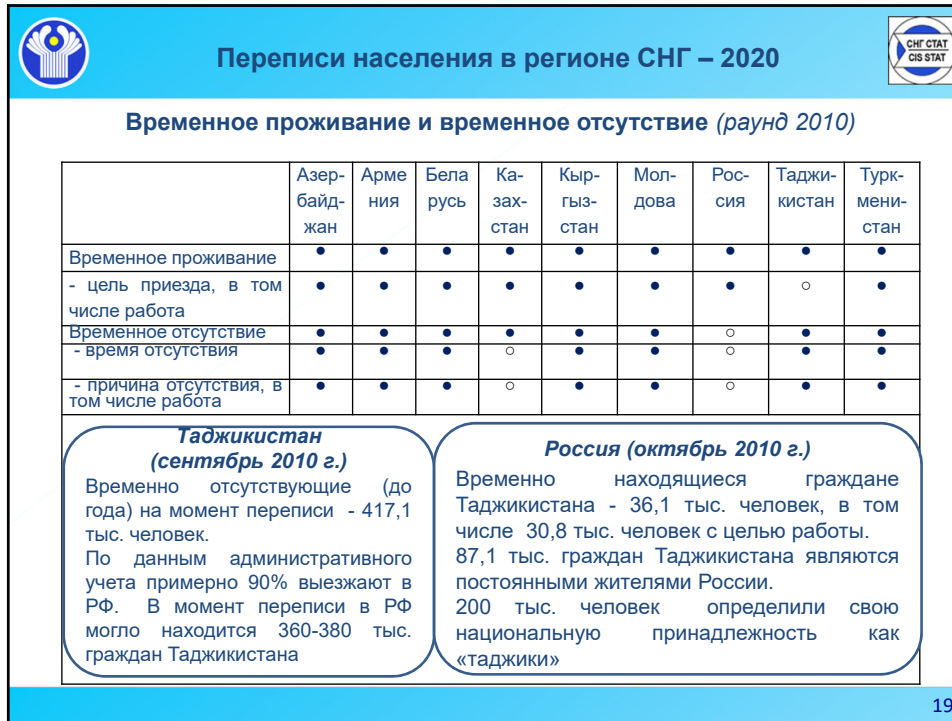 Переписи населения в регионе СНГ – 2020
СНГ СТАТ
CIS STAT
Временное проживание и временное отсутствие (раунд 2010)
Азер-байд-жан Арме ния Бела русь Ка-зах-стан Кыр-гыз-стан Мол-дова Рос-сия Таджи-кистан Турк-мени-стан
Временное проживание ● ● ● ● ● ● ● ● ●
- цель приезда, в том числе работа ● ● ● ● ● ● ● ○ ●
Временное отсутствие ● ● ● ● ● ● ○ ● ●
- время отсутствия ● ● ● ○ ● ● ○ ● ●
- причина отсутствия, в том числе работа ● ● ● ○ ● ● ○ ● ●
Таджикистан
(сентябрь 2010 г.)
Временно отсутствующие (до
года) на момент переписи - 417,1
тыс. человек.
По данным административного
учета примерно 90% выезжают в
РФ. В момент переписи в РФ
могло находится 360-380 тыс.
граждан Таджикистана
Россия (октябрь 2010 г.)
Временно находящиеся граждане
Таджикистана - 36,1 тыс. человек, в том
числе 30,8 тыс. человек с целью работы.
87,1 тыс. граждан Таджикистана являются
постоянными жителями России.
200 тыс. человек определили свою
национальную принадлежность как
«таджики»
19